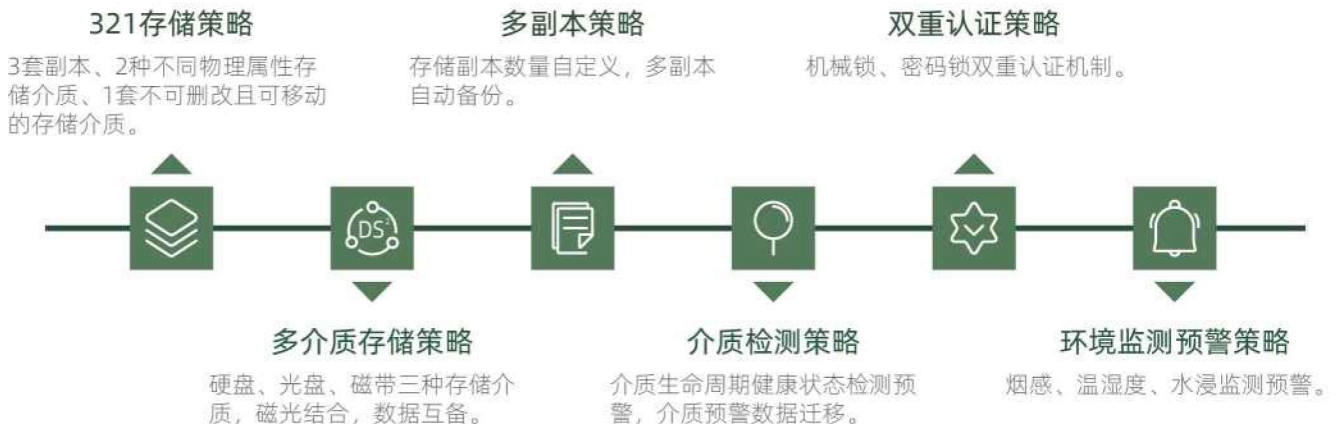 321存储策略
3套副本、2种不同物理属性存
储介质、1套不可删改且可移动
的存储介质。
多副本策略
存储副本数量自定义，多副本
自动备份。
双重认证策略
机械锁、密码锁双重认证机制。
DS²
多介质存储策略
硬盘、光盘、磁带三种存储介
质，磁光结合，数据互备。
介质检测策略
介质生命周期健康状态检测预
警，介质预警数据迁移。
环境监测预警策略
烟感、温湿度、水浸监测预警。